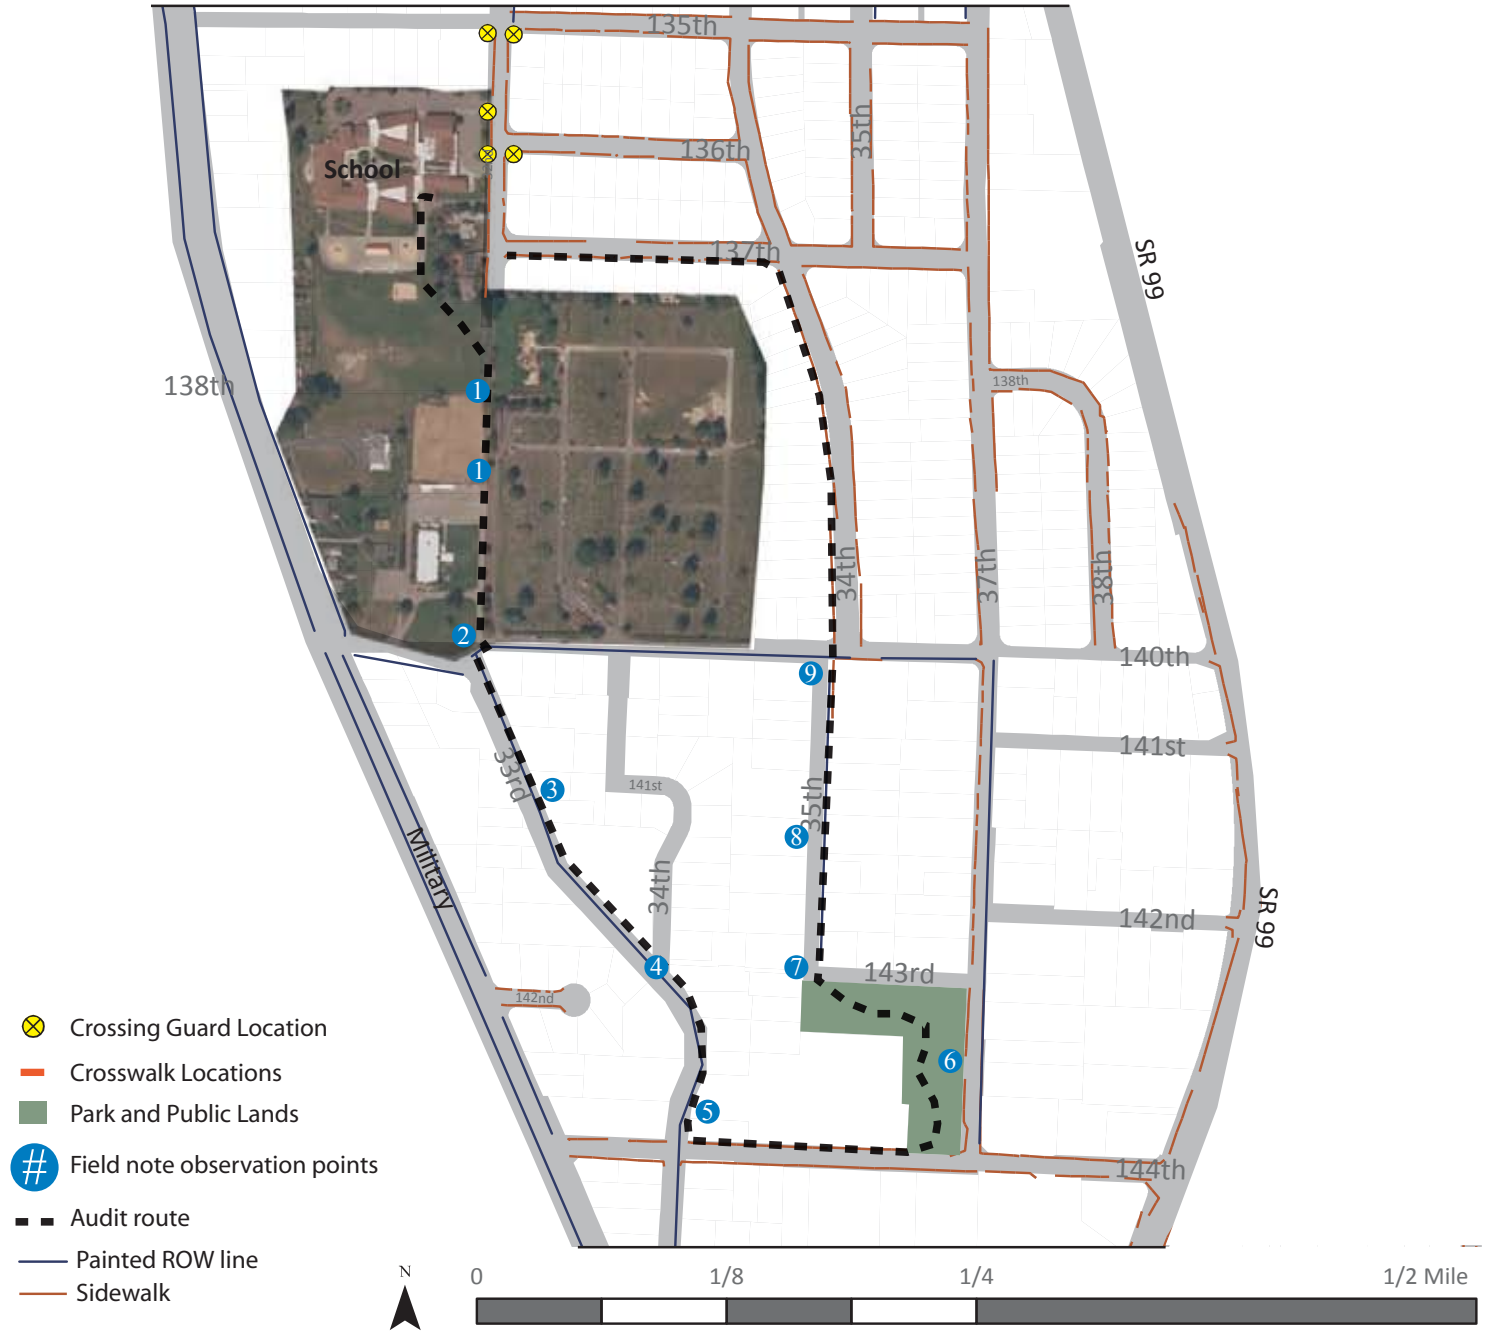 135th
35th
136th
School
137th
SR 99
138th
138th
1
1
34th
37th
38th
2
140th
9
141st
33rd
3
141st
35th
8
Military
34th
142nd
SR 99
4
7
143rd
142nd
6
5
144th
Crossing Guard Location
Crosswalk Locations
Park and Public Lands
# Field note observation points
Audit route
Painted ROW line
Sidewalk
N
0 1/8 1/4 1/2 Mile